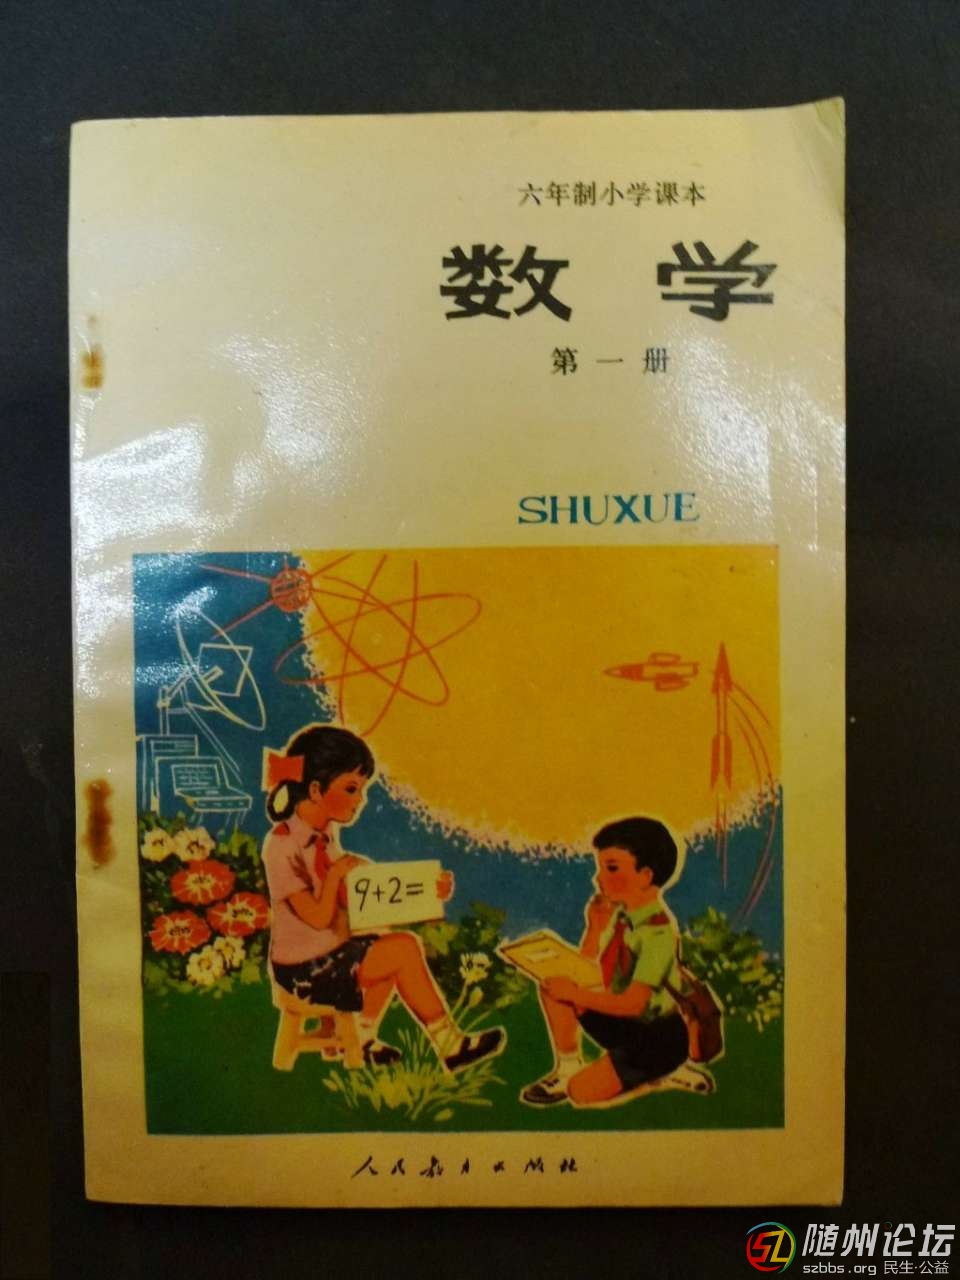 六年制小学课本
数学
第一册
SHUXUE
9+2=
人民教育出版社
随州论坛
szbbs.org 民生·公益